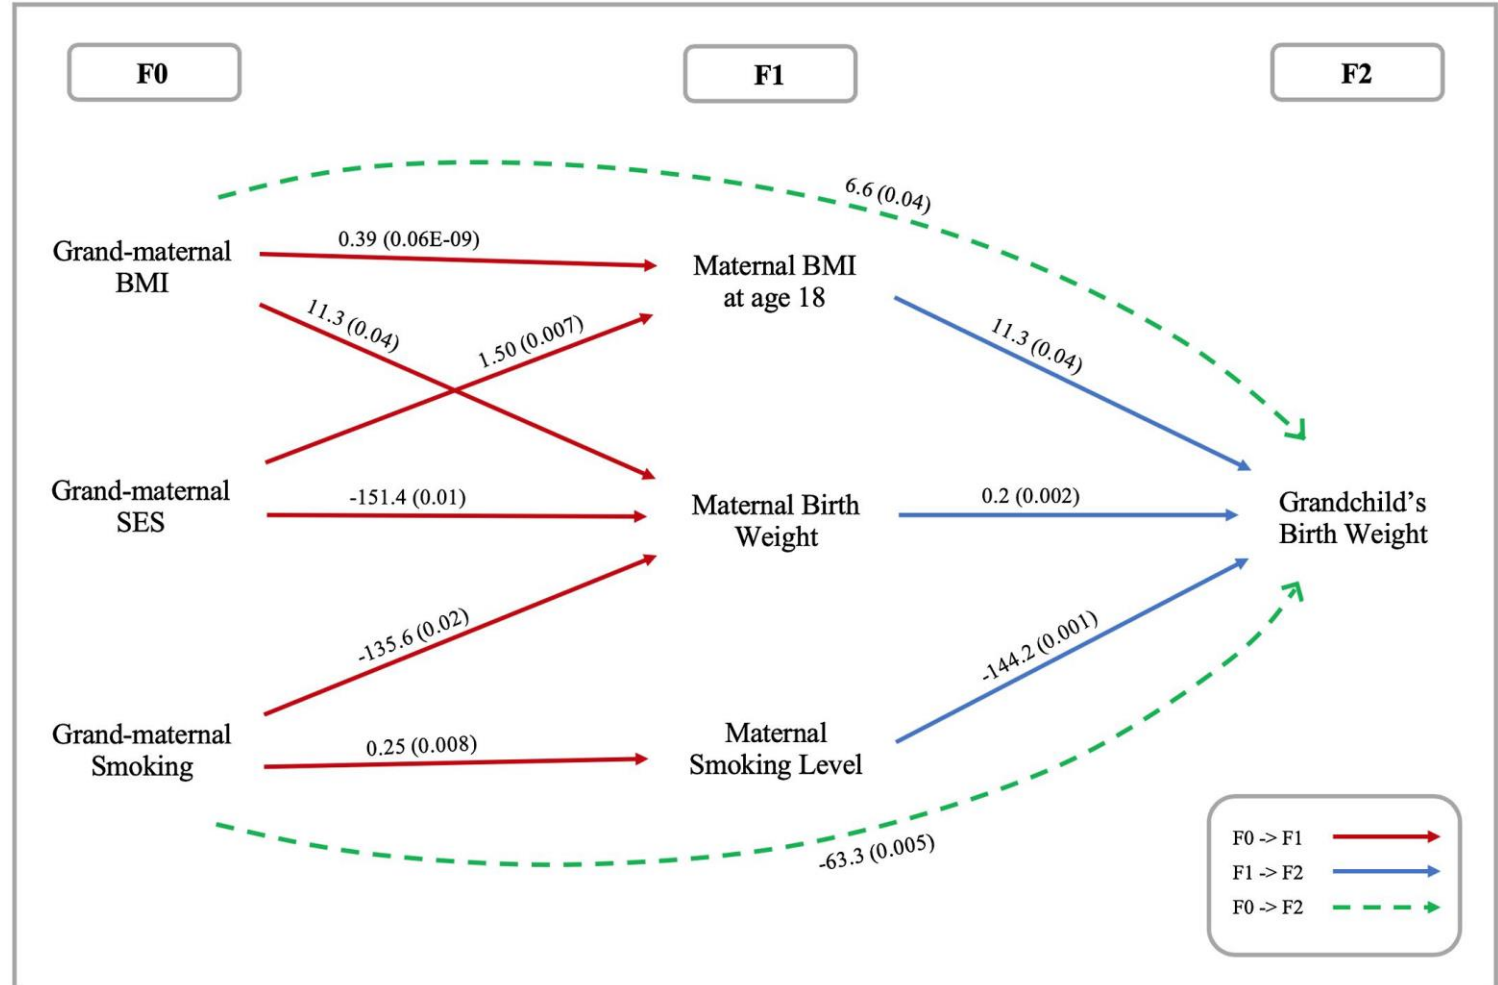 F0
F1
F2
6.6 (0.04)
Grand-maternal
BMI
0.39 (0.06E-09)
Maternal BMI
at age 18
11.3 (0.04)
1.50 (0.007)
11.3 (0.04)
Grand-maternal
SES
-151.4 (0.01)
Maternal Birth
Weight
0.2 (0.002)
Grandchild’s
Birth Weight
-135.6 (0.02)
-144.2 (0.001)
Grand-maternal
Smoking
0.25 (0.008)
Maternal
Smoking Level
-63.3 (0.005)
F0 -> F1
F1 -> F2
F0 -> F2